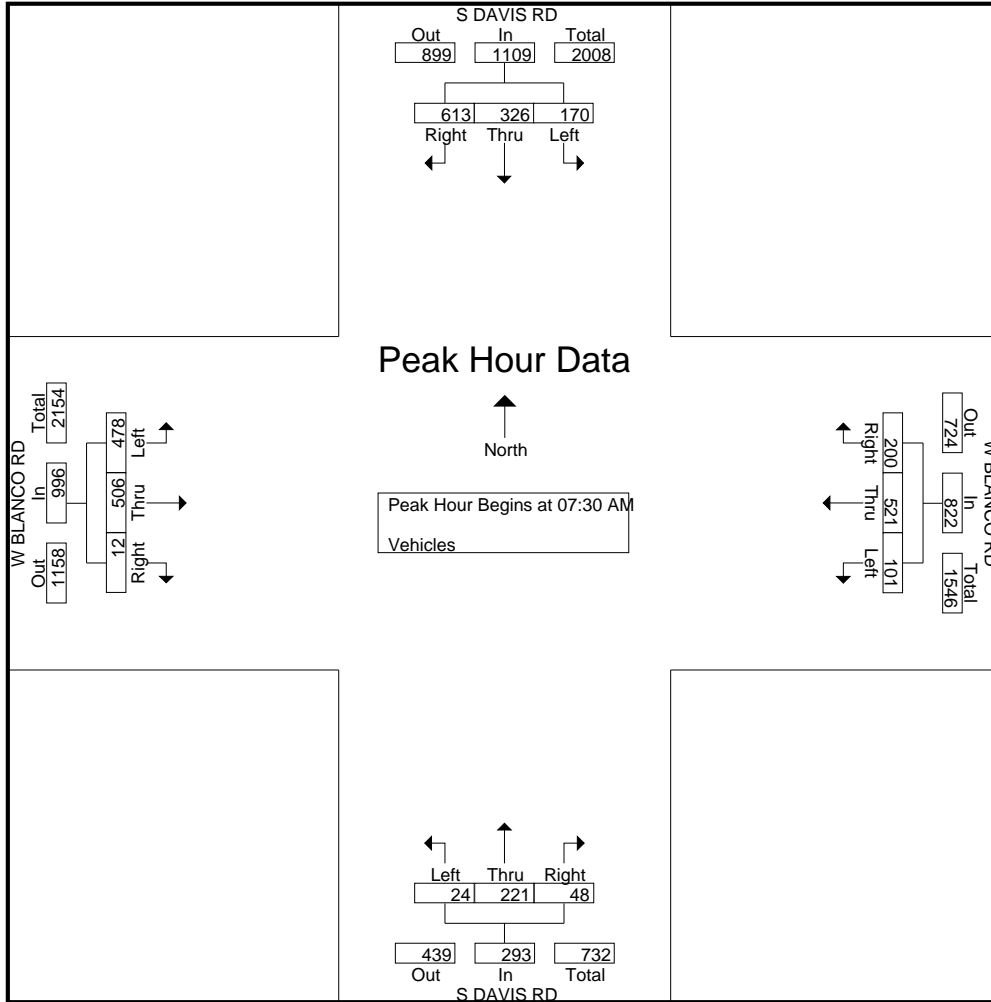 S DAVIS RD
Out In Total
899 1109 2008
613 326 170
Right Thru Left
Peak Hour Data
North
Peak Hour Begins at 07:30 AM
Vehicles
W BLANCO RD
Total In Out
2154 996 1158
478 506 12
Left Thru Right
W BLANCO RD
Out In Total
724 822 1546
200 521 101
Right Thru Left
Left Thru Right
24 221 48
439 293 732
Out In Total
S DAVIS RD